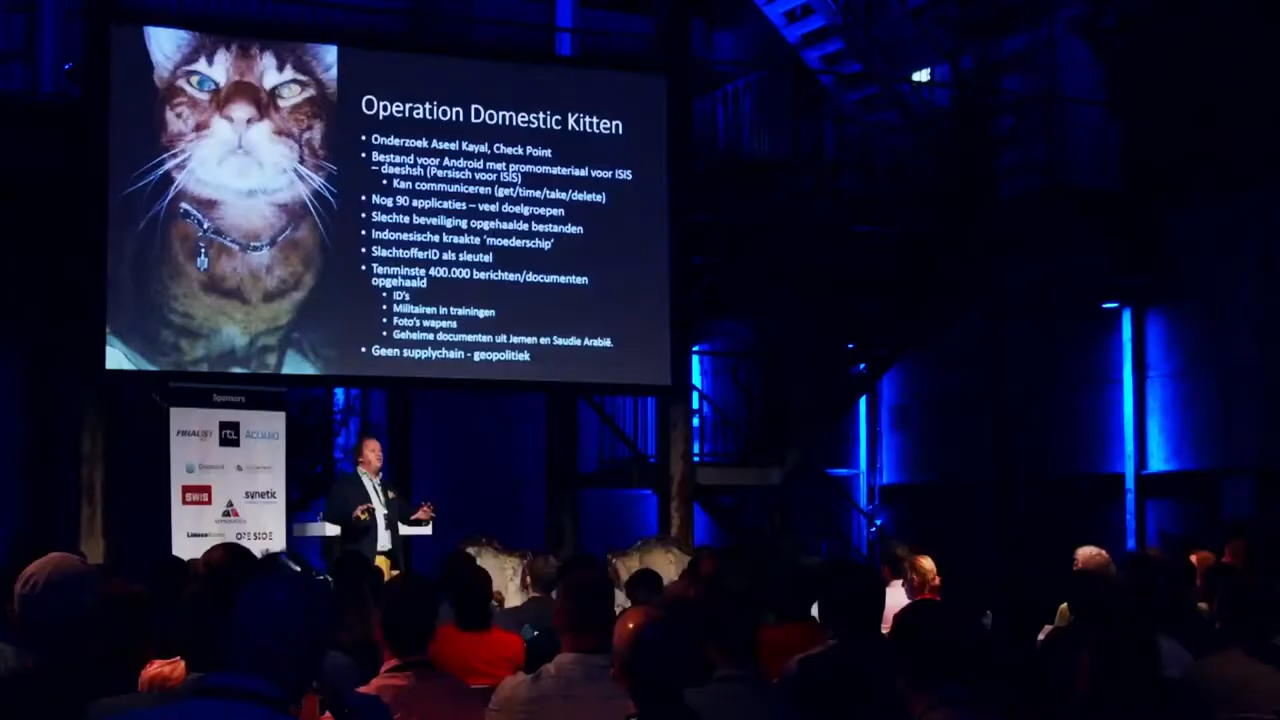 Operation Domestic Kitten
• Onderzoek Aseel Kayal, Check Point
• Bestand voor Android met promomateriaal voor ISIS
– daeshsh (Persisch voor ISIS)
• Kan communiceren (get/time/take/delete)
• Nog 90 applicaties – veel doelgroepen
• Slechte beveiliging opgehaalde bestanden
• Indonesische kraakte ‘moederschip’
• SlachtofferID als sleutel
• Tenminste 400.000 berichten/documenten
opgehaald
• ID's
• Militairen in trainingen
• Foto's wapens
• Geheime documenten uit Jemen en Saudie Arabië.
• Geen supplychain - geopolitiek
Sponsors
FINALIST rtl ACQUIA
SWIS synetic